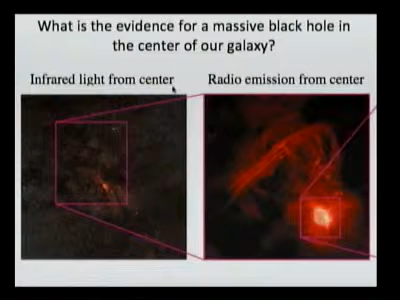 What is the evidence for a massive black hole in
the center of our galaxy?
Infrared light from center
Radio emission from center